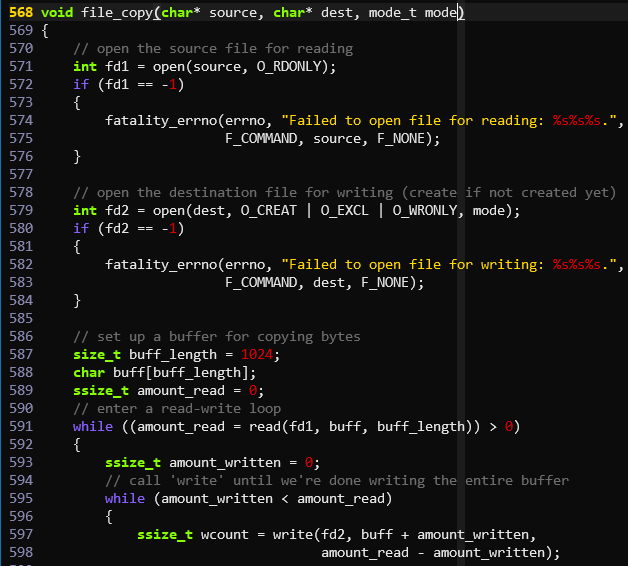 568 void file_copy(char* source, char* dest, mode_t mode)
569 {
570     // open the source file for reading
571     int fd1 = open(source, O_RDONLY);
572     if (fd1 == -1)
573     {
574         fatality_errno(errno, "Failed to open file for reading: %s%s%s.",
575                        F_COMMAND, source, F_NONE);
576     }
577
578     // open the destination file for writing (create if not created yet)
579     int fd2 = open(dest, O_CREAT | O_EXCL | O_WRONLY, mode);
580     if (fd2 == -1)
581     {
582         fatality_errno(errno, "Failed to open file for writing: %s%s%s.",
583                        F_COMMAND, dest, F_NONE);
584     }
585
586     // set up a buffer for copying bytes
587     size_t buff_length = 1024;
588     char buff[buff_length];
589     ssize_t amount_read = 0;
590     // enter a read-write loop
591     while ((amount_read = read(fd1, buff, buff_length)) > 0)
592     {
593         ssize_t amount_written = 0;
594         // call 'write' until we're done writing the entire buffer
595         while (amount_written < amount_read)
596         {
597             ssize_t wcount = write(fd2, buff + amount_written,
598                                    amount_read - amount_written);